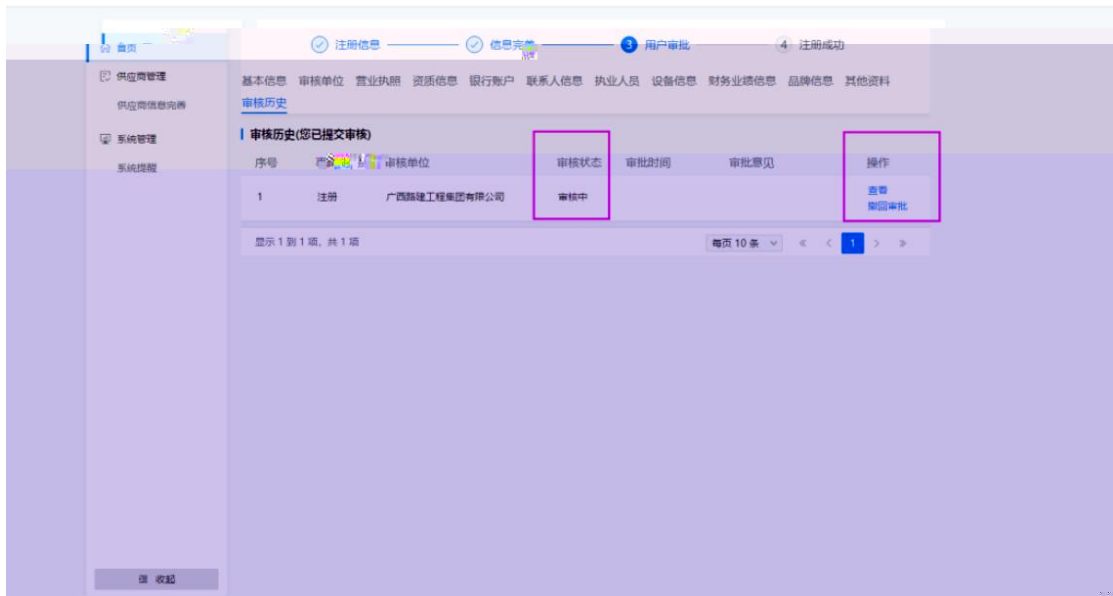 首页
供应商管理
供应商信息完善
系统管理
系统提醒
收起
注册信息
信息完善
3 用户审批
4 注册成功
基本信息 审核单位 营业执照 资质信息 银行账户 联系人信息 执业人员 设备信息 财务业绩信息 品牌信息 其他资料
审核历史
审核历史(您已提交审核)
序号 审核单位 审核状态 审批时间 审批意见 操作
1 注册 广西路建工程集团有限公司 审核中 查看
撤回审批
显示 1 到 1 项, 共 1 项 每页 10 条 « < 1 > »